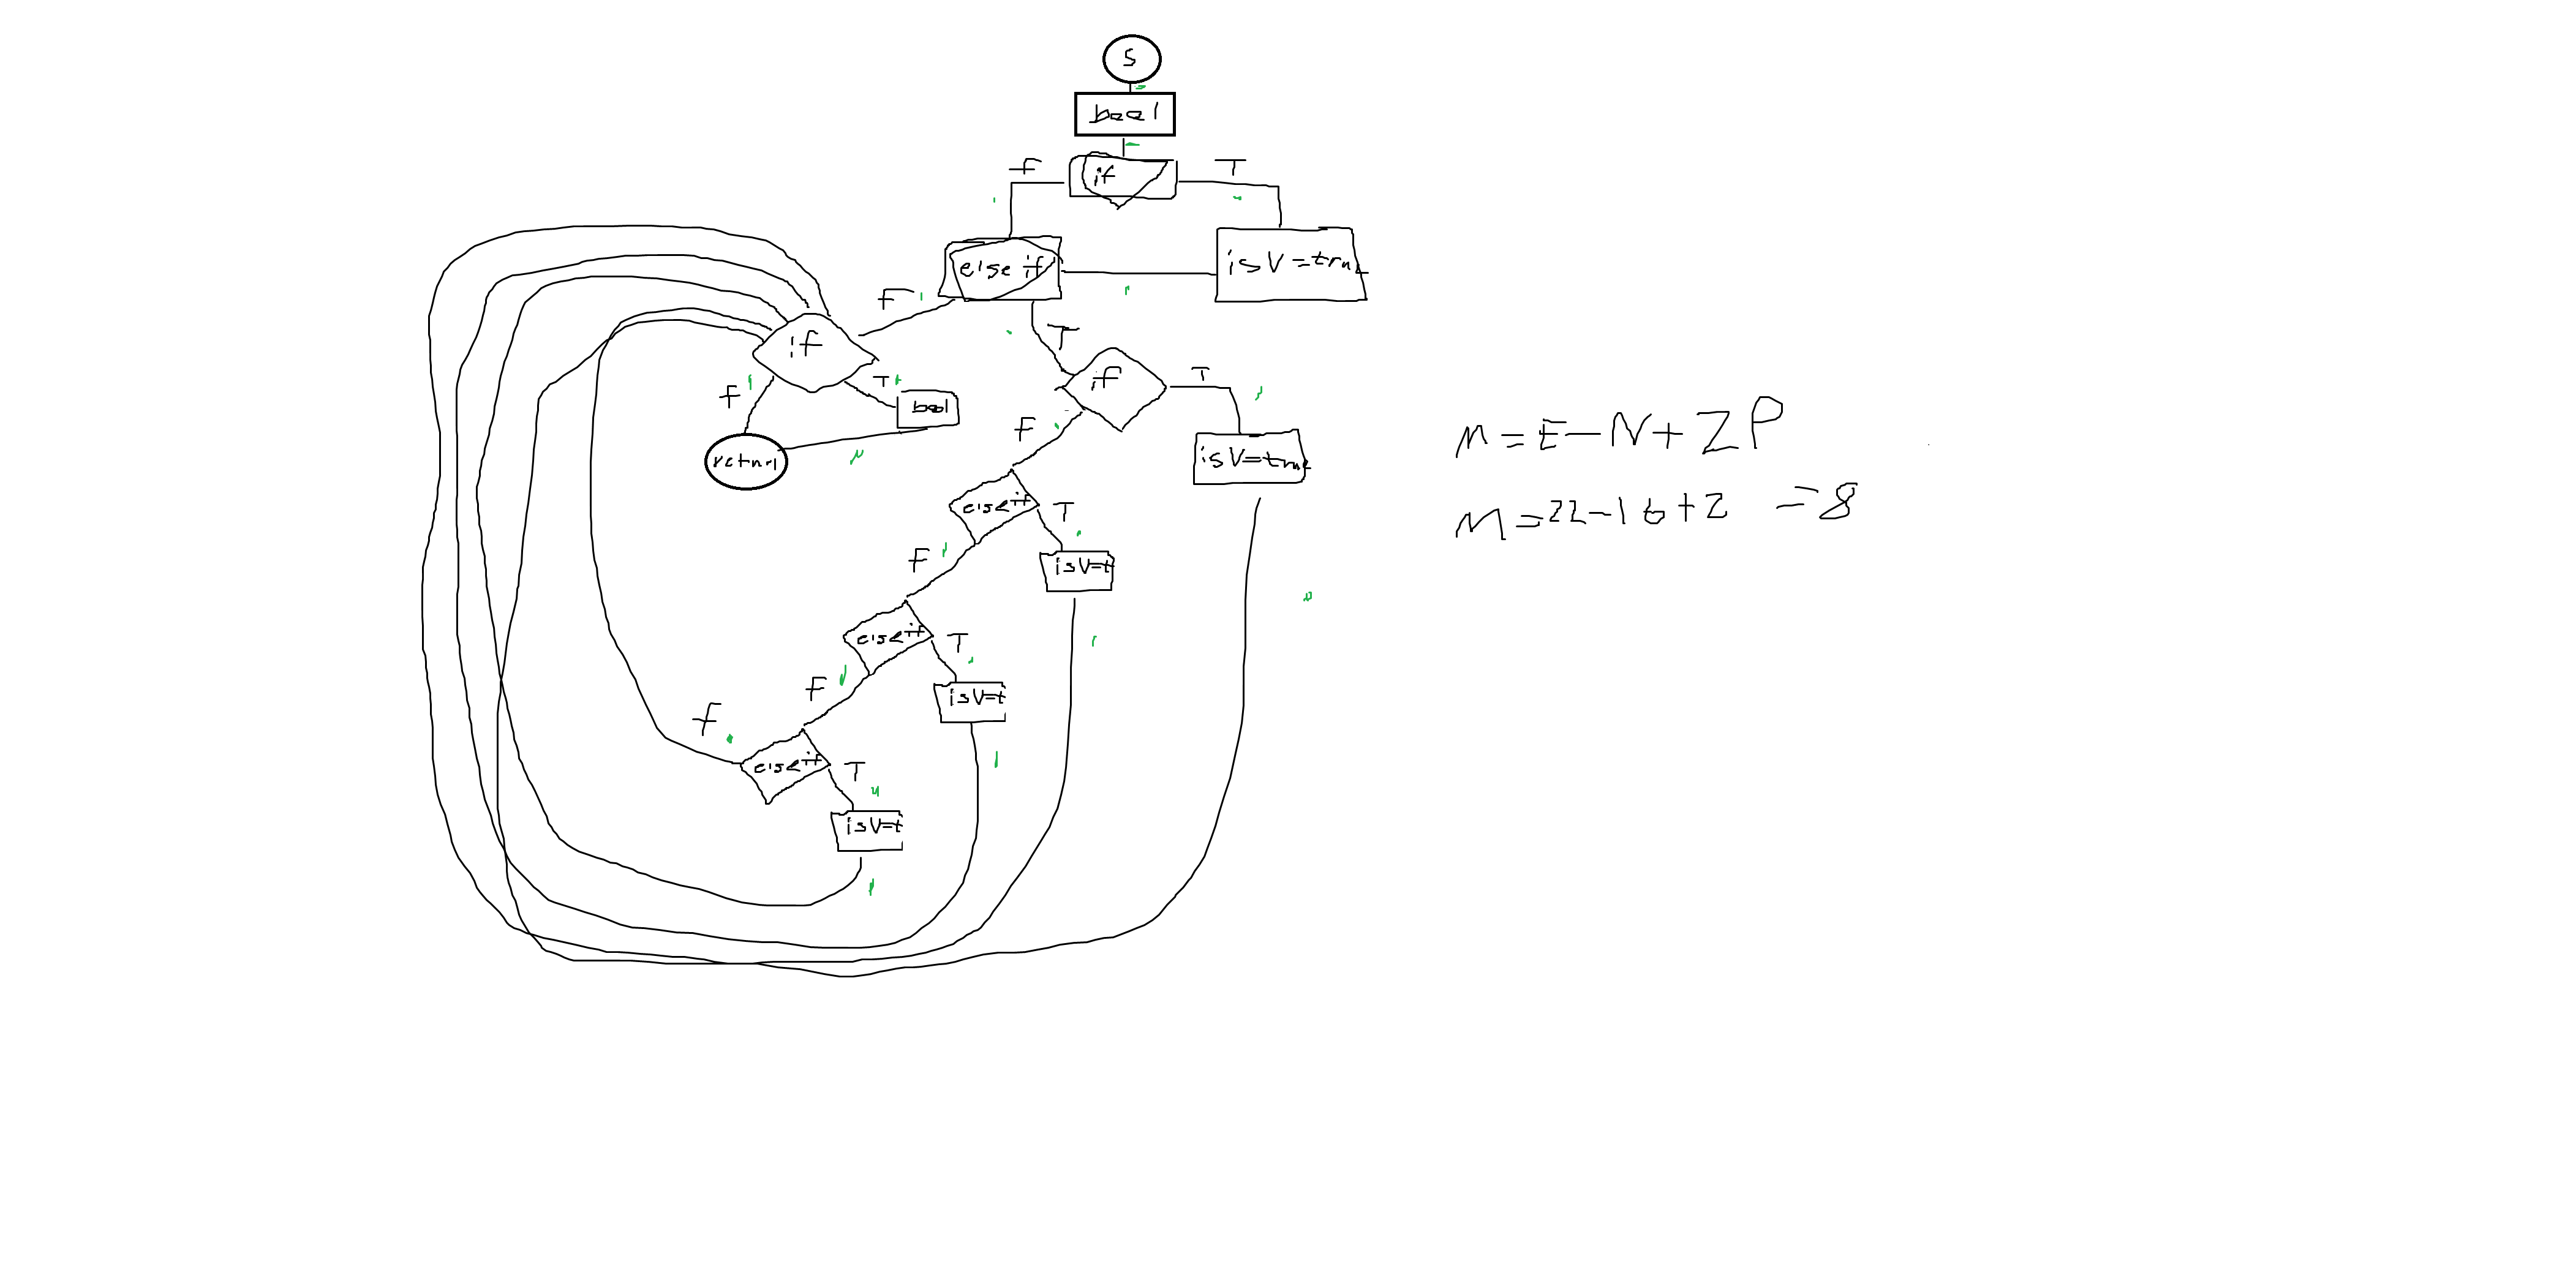 S
bool
f
if
T
else if
isV=true
F
T
if
F
T
bool
return
if
T
F
isV=true
else if
T
F
isV=t
else if
T
F
isV=t
f
else if
T
isV=t
M=E-N+2P
M=22-16+2 =8